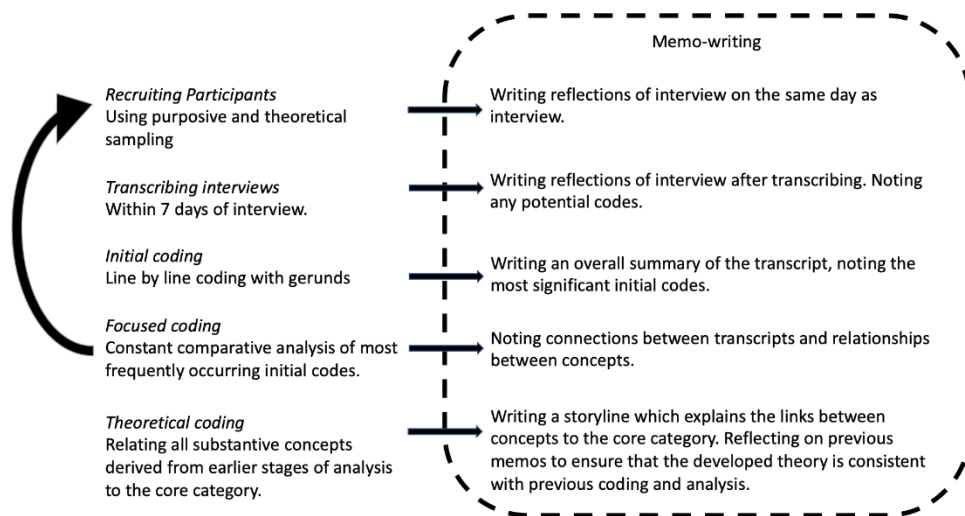 Memo-writing
Recruiting Participants
Using purposive and theoretical
sampling
Writing reflections of interview on the same day as
interview.
Transcribing interviews
Within 7 days of interview.
Writing reflections of interview after transcribing. Noting
any potential codes.
Initial coding
Line by line coding with gerunds
Writing an overall summary of the transcript, noting the
most significant initial codes.
Focused coding
Constant comparative analysis of most
frequently occurring initial codes.
Noting connections between transcripts and relationships
between concepts.
Theoretical coding
Relating all substantive concepts
derived from earlier stages of analysis
to the core category.
Writing a storyline which explains the links between
concepts to the core category. Reflecting on previous
memos to ensure that the developed theory is consistent
with previous coding and analysis.